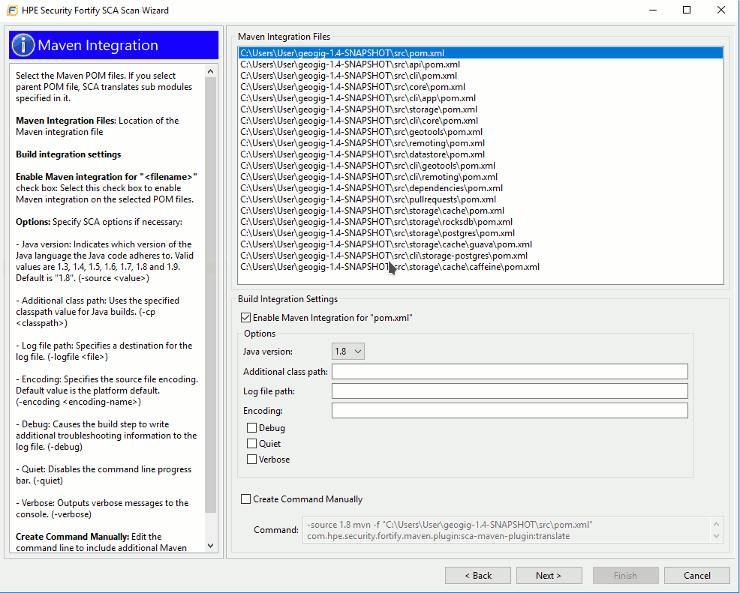 HPE Security Fortify SCA Scan Wizard
Maven Integration
Select the Maven POM files. If you select
parent POM file, SCA translates sub modules
specified in it.
Maven Integration Files: Location of the
Maven integration file
Build integration settings
Enable Maven integration for "<filename>"
check box: Select this check box to enable
Maven integration on the selected POM files.
Options: Specify SCA options if necessary:
- Java version: Indicates which version of the
Java language the Java code adheres to. Valid
values are 1.3, 1.4, 1.5, 1.6, 1.7, 1.8 and 1.9.
Default is "1.8". (-source <value>)
- Additional class path: Uses the specified
classpath value for Java builds. (-cp
<classpath>)
- Log file path: Specifies a destination for the
log file. (-logfile <file>)
- Encoding: Specifies the source file encoding.
Default value is the platform default.
(-encoding <encoding-name>)
- Debug: Causes the build step to write
additional troubleshooting information to the
log file. (-debug)
- Quiet: Disables the command line progress
bar. (-quiet)
- Verbose: Outputs verbose messages to the
console. (-verbose)
Create Command Manually: Edit the
command line to include additional Maven
Maven Integration Files
C:\Users\User\geogig-1.4-SNAPSHOT\src\pom.xml
C:\Users\User\geogig-1.4-SNAPSHOT\src\api\pom.xml
C:\Users\User\geogig-1.4-SNAPSHOT\src\cli\pom.xml
C:\Users\User\geogig-1.4-SNAPSHOT\src\core\pom.xml
C:\Users\User\geogig-1.4-SNAPSHOT\src\cli\app\pom.xml
C:\Users\User\geogig-1.4-SNAPSHOT\src\storage\pom.xml
C:\Users\User\geogig-1.4-SNAPSHOT\src\cli\core\pom.xml
C:\Users\User\geogig-1.4-SNAPSHOT\src\geotools\pom.xml
C:\Users\User\geogig-1.4-SNAPSHOT\src\remoting\pom.xml
C:\Users\User\geogig-1.4-SNAPSHOT\src\datastore\pom.xml
C:\Users\User\geogig-1.4-SNAPSHOT\src\cli\geotools\pom.xml
C:\Users\User\geogig-1.4-SNAPSHOT\src\cli\remoting\pom.xml
C:\Users\User\geogig-1.4-SNAPSHOT\src\dependencies\pom.xml
C:\Users\User\geogig-1.4-SNAPSHOT\src\pullrequests\pom.xml
C:\Users\User\geogig-1.4-SNAPSHOT\src\storage\cache\pom.xml
C:\Users\User\geogig-1.4-SNAPSHOT\src\storage\rocksdb\pom.xml
C:\Users\User\geogig-1.4-SNAPSHOT\src\storage\postgres\pom.xml
C:\Users\User\geogig-1.4-SNAPSHOT\src\storage\cache\guava\pom.xml
C:\Users\User\geogig-1.4-SNAPSHOT\src\cli\storage-postgres\pom.xml
C:\Users\User\geogig-1.4-SNAPSHOT\src\storage\cache\caffeine\pom.xml
Build Integration Settings
Enable Maven Integration for "pom.xml"
Options
Java version: 1.8
Additional class path:
Log file path:
Encoding:
Debug
Quiet
Verbose
Create Command Manually
Command: -source 1.8 mvn -f "C:\Users\User\geogig-1.4-SNAPSHOT\src\pom.xml"
com.hpe.security.fortify.maven.plugin:sca-maven-plugin:translate
< Back Next > Finish Cancel